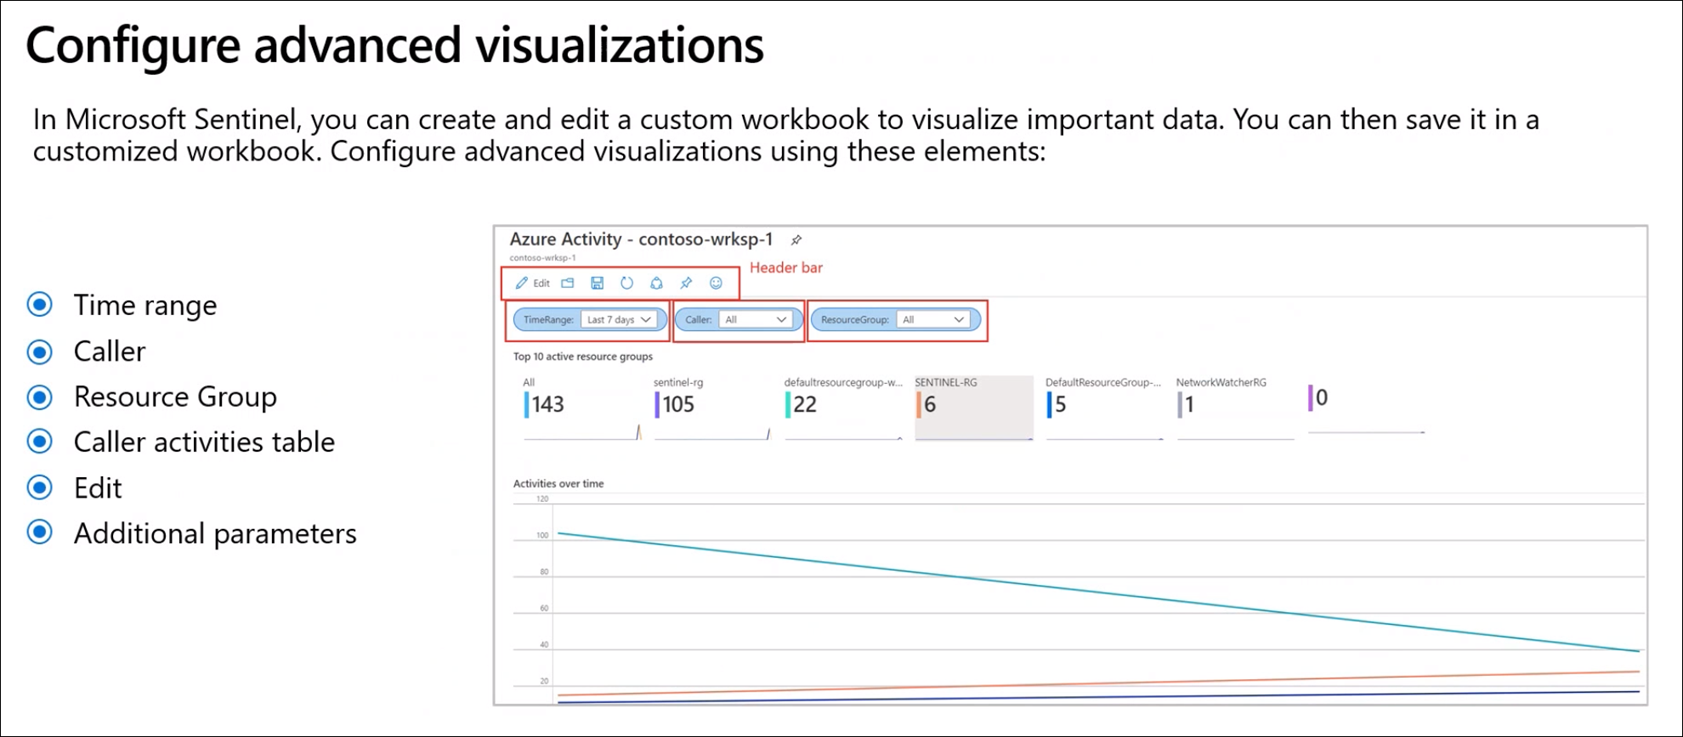 Configure advanced visualizations
In Microsoft Sentinel, you can create and edit a custom workbook to visualize important data. You can then save it in a
customized workbook. Configure advanced visualizations using these elements:
Time range
Caller
Resource Group
Caller activities table
Edit
Additional parameters
Azure Activity - contoso-wrksp-1
contoso-wrksp-1
Header bar
Edit
TimeRange: Last 7 days Caller: All ResourceGroup: All
Top 10 active resource groups
All sentinel-rg defaultresourcegroup-w... SENTINEL-RG DefaultResourceGroup-... NetworkWatcherRG
143 105 22 6 5 1 0
Activities over time
120
100
80
60
40
20